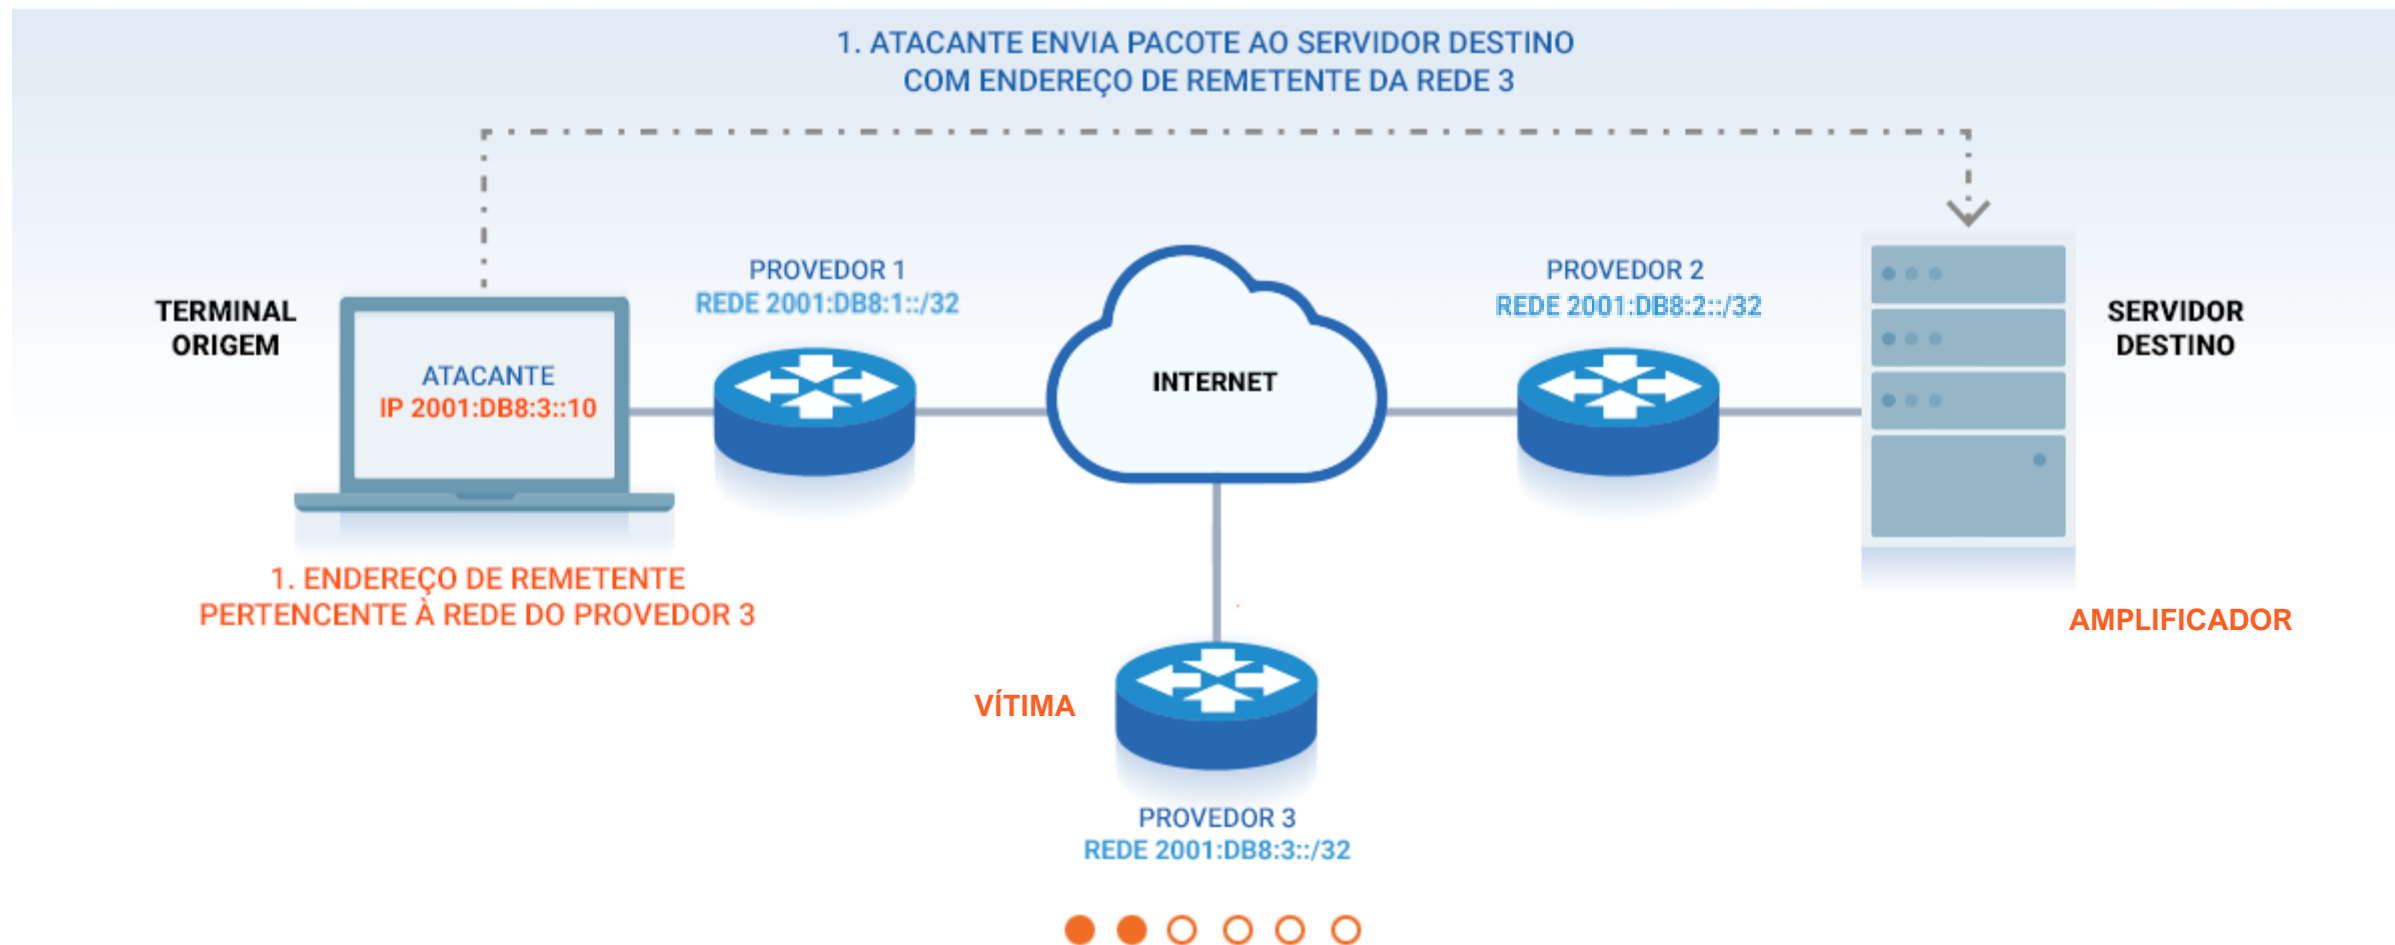 1. ATACANTE ENVIA PACOTE AO SERVIDOR DESTINO
COM ENDEREÇO DE REMETENTE DA REDE 3
PROVEDOR 1
REDE 2001:DB8:1::/32
PROVEDOR 2
REDE 2001:DB8:2::/32
TERMINAL
ORIGEM
SERVIDOR
DESTINO
ATACANTE
IP 2001:DB8:3::10
INTERNET
1. ENDEREÇO DE REMETENTE
PERTENCENTE À REDE DO PROVEDOR 3
AMPLIFICADOR
VÍTIMA
PROVEDOR 3
REDE 2001:DB8:3::/32